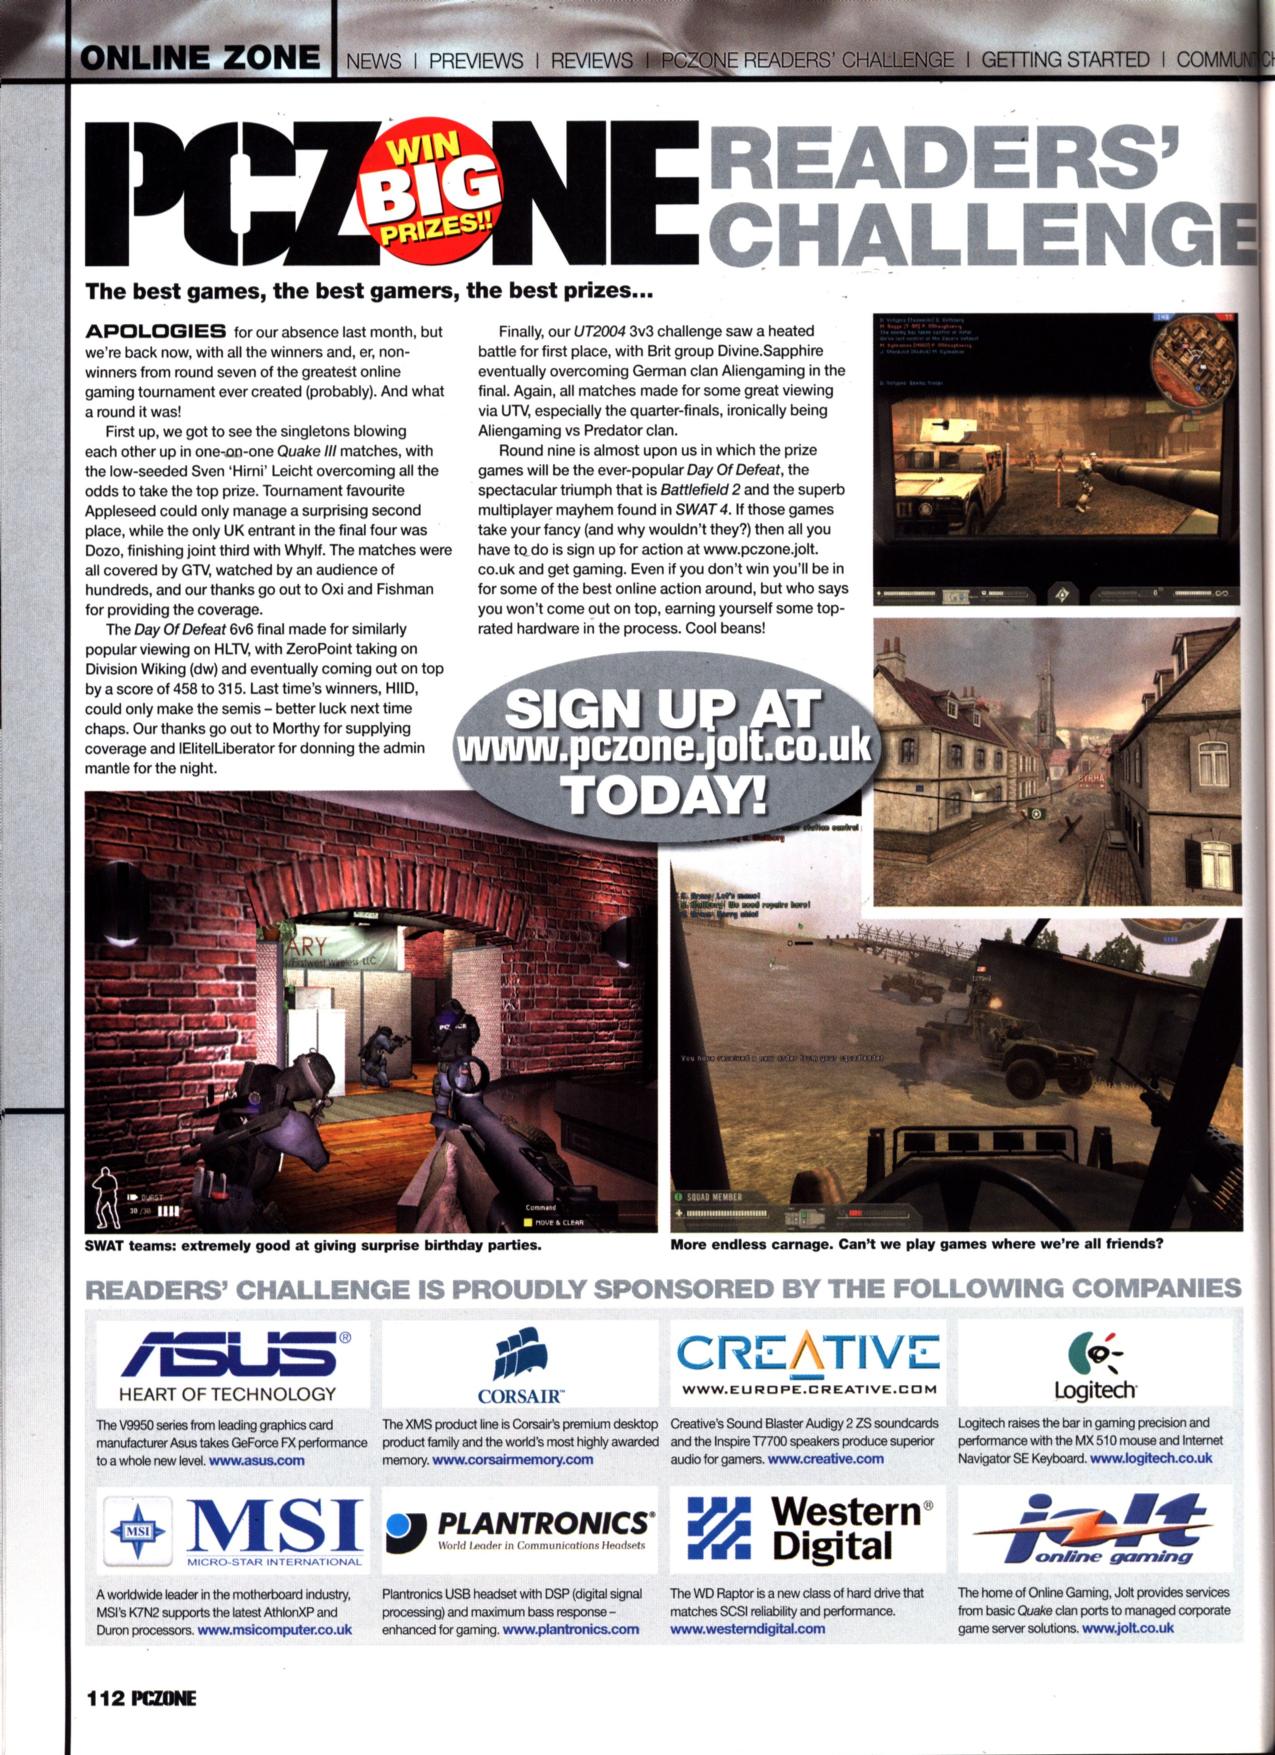 ONLINE ZONE
NEWS | PREVIEWS | REVIEWS | PCZONE READERS' CHALLENGE | GETTING STARTED | COMMUN
PCZONE READERS'
CHALLENGE
WIN
BIG
PRIZES!!
The best games, the best gamers, the best prizes...
APOLOGIES for our absence last month, but
we're back now, with all the winners and, er, non-
winners from round seven of the greatest online
gaming tournament ever created (probably). And what
a round it was!
First up, we got to see the singletons blowing
each other up in one-on-one Quake III matches, with
the low-seeded Sven 'Hirni' Leicht overcoming all the
odds to take the top prize. Tournament favourite
Appleseed could only manage a surprising second
place, while the only UK entrant in the final four was
Dozo, finishing joint third with Whylf. The matches were
all covered by GTV, watched by an audience of
hundreds, and our thanks go out to Oxi and Fishman
for providing the coverage.
The Day Of Defeat 6v6 final made for similarly
popular viewing on HLTV, with ZeroPoint taking on
Division Wiking (dw) and eventually coming out on top
by a score of 458 to 315. Last time's winners, HIID,
could only make the semis – better luck next time
chaps. Our thanks go out to Morthy for supplying
coverage and |Elite|Liberator for donning the admin
mantle for the night.
Finally, our UT2004 3v3 challenge saw a heated
battle for first place, with Brit group Divine.Sapphire
eventually overcoming German clan Aliengaming in the
final. Again, all matches made for some great viewing
via UTV, especially the quarter-finals, ironically being
Aliengaming vs Predator clan.
Round nine is almost upon us in which the prize
games will be the ever-popular Day Of Defeat, the
spectacular triumph that is Battlefield 2 and the superb
multiplayer mayhem found in SWAT 4. If those games
take your fancy (and why wouldn't they?) then all you
have to do is sign up for action at www.pczone.jolt.
co.uk and get gaming. Even if you don't win you'll be in
for some of the best online action around, but who says
you won't come out on top, earning yourself some top-
rated hardware in the process. Cool beans!
SIGN UP AT
www.pczone.jolt.co.uk
TODAY!
ARY
BURST
30/30
Command
MOVE & CLEAR
Let's move!
We need repairs here!
You have received a new order from your squadleader
SQUAD MEMBER
SWAT teams: extremely good at giving surprise birthday parties.
More endless carnage. Can't we play games where we're all friends?
READERS' CHALLENGE IS PROUDLY SPONSORED BY THE FOLLOWING COMPANIES
ASUS®
HEART OF TECHNOLOGY
The V9950 series from leading graphics card
manufacturer Asus takes GeForce FX performance
to a whole new level. www.asus.com
CORSAIR™
The XMS product line is Corsair's premium desktop
product family and the world's most highly awarded
memory. www.corsairmemory.com
CREATIVE
WWW.EUROPE.CREATIVE.COM
Creative's Sound Blaster Audigy 2 ZS soundcards
and the Inspire T7700 speakers produce superior
audio for gamers. www.creative.com
Logitech
Logitech raises the bar in gaming precision and
performance with the MX 510 mouse and Internet
Navigator SE Keyboard. www.logitech.co.uk
MSI
MSI
MICRO-STAR INTERNATIONAL
A worldwide leader in the motherboard industry,
MSI's K7N2 supports the latest AthlonXP and
Duron processors. www.msicomputer.co.uk
PLANTRONICS®
World Leader in Communications Headsets
Plantronics USB headset with DSP (digital signal
processing) and maximum bass response –
enhanced for gaming. www.plantronics.com
Western®
Digital
The WD Raptor is a new class of hard drive that
matches SCSI reliability and performance.
www.westerndigital.com
jolt
online gaming
The home of Online Gaming, Jolt provides services
from basic Quake clan ports to managed corporate
game server solutions. www.jolt.co.uk
112 PCZONE